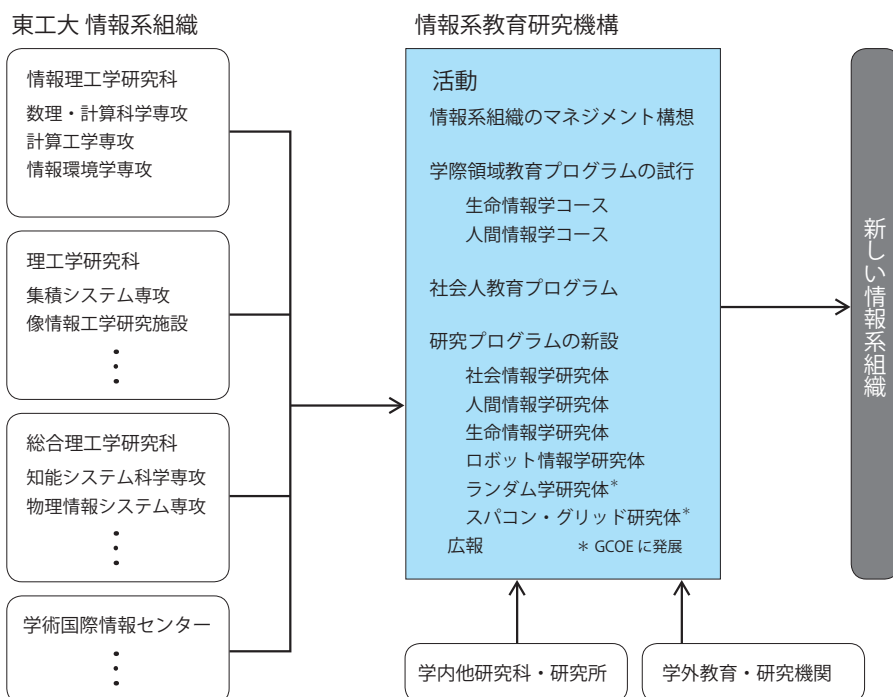 東工大 情報系組織
情報理工学研究科
数理・計算科学専攻
計算工学専攻
情報環境学専攻
理工学研究科
集積システム専攻
像情報工学研究施設
総合理工学研究科
知能システム科学専攻
物理情報システム専攻
学術国際情報センター
情報系教育研究機構
活動
情報系組織のマネジメント構想
学際領域教育プログラムの試行
生命情報学コース
人間情報学コース
社会人教育プログラム
研究プログラムの新設
社会情報学研究体
人間情報学研究体
生命情報学研究体
ロボット情報学研究体
ランダム学研究体*
スパコン・グリッド研究体*
広報 * GCOE に発展
学内他研究科・研究所
学外教育・研究機関
新しい情報系組織